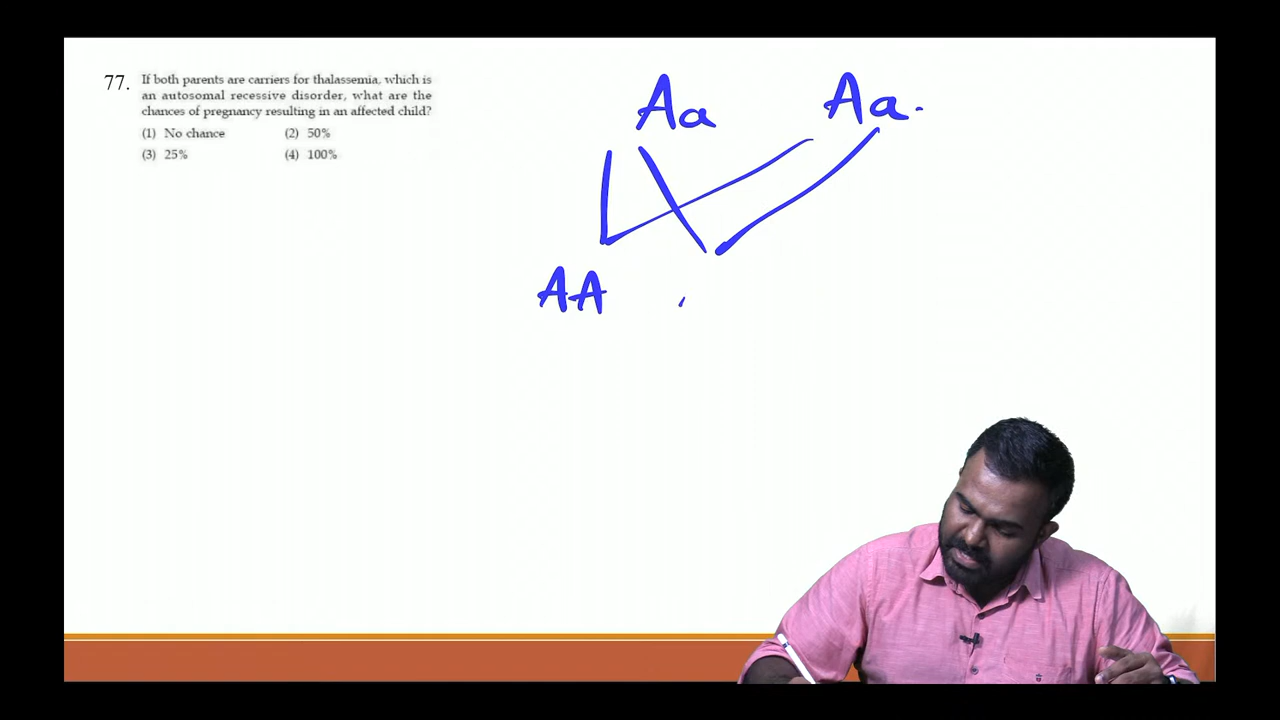 77. If both parents are carriers for thalassemia, which is
an autosomal recessive disorder, what are the
chances of pregnancy resulting in an affected child?
(1) No chance (2) 50%
(3) 25% (4) 100%
Aa Aa.
AA